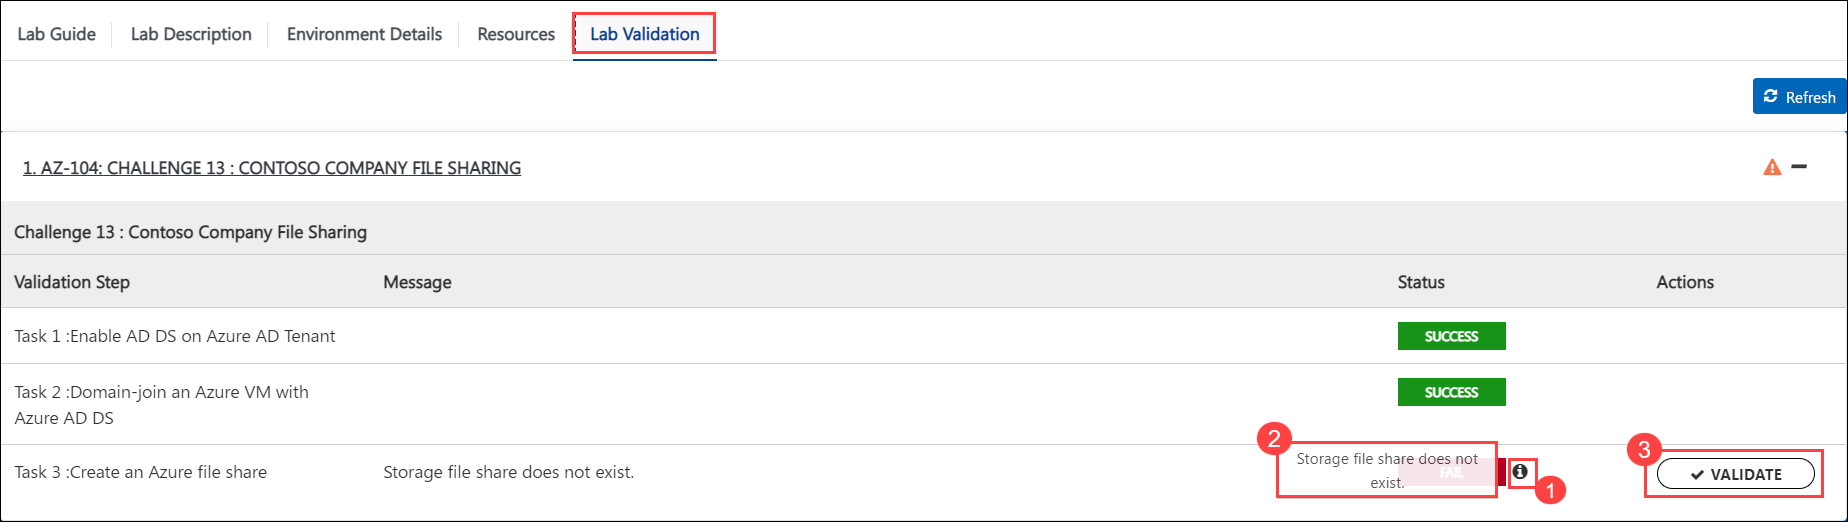 Lab Guide
Lab Description
Environment Details
Resources
Lab Validation
Refresh
1. AZ-104: CHALLENGE 13 : CONTOSO COMPANY FILE SHARING
Challenge 13 : Contoso Company File Sharing
Validation Step
Message
Status
Actions
Task 1 :Enable AD DS on Azure AD Tenant
SUCCESS
Task 2 :Domain-join an Azure VM with
Azure AD DS
SUCCESS
Task 3 :Create an Azure file share
Storage file share does not exist.
2
Storage file share does not
exist.
FAIL
1
3
VALIDATE